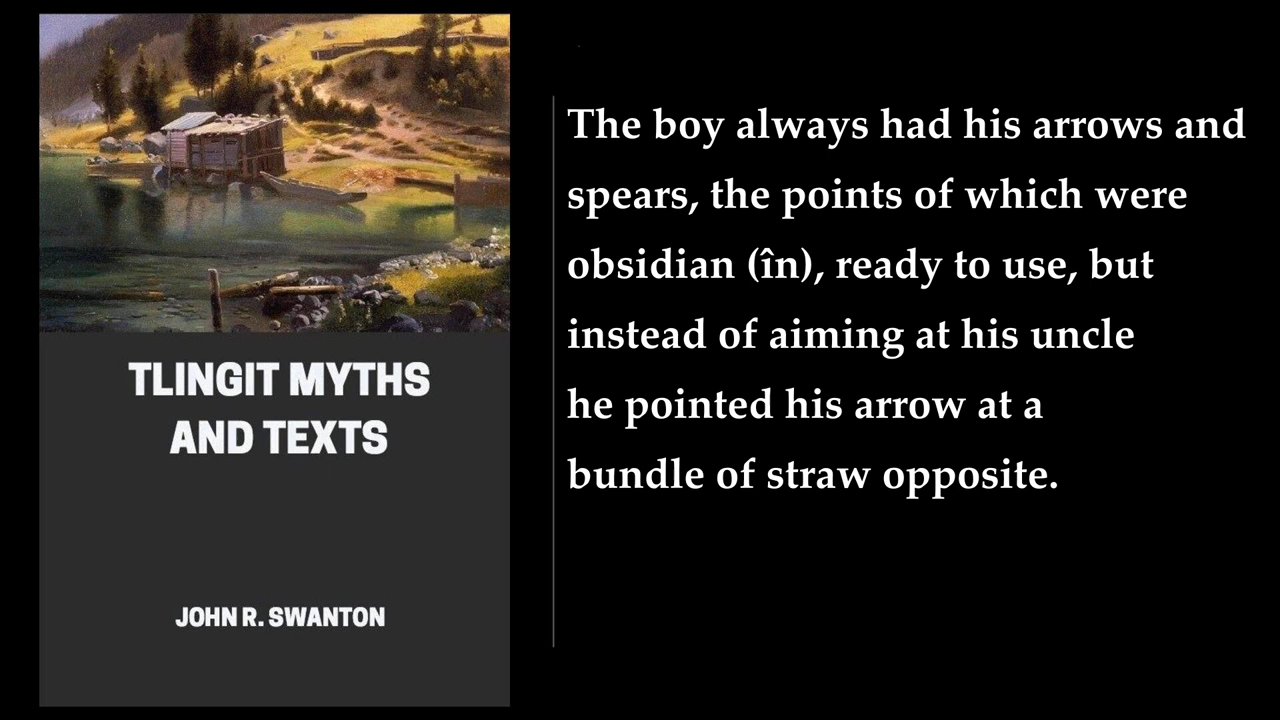 TLINGIT MYTHS
AND TEXTS
JOHN R. SWANTON
The boy always had his arrows and
spears, the points of which were
obsidian (în), ready to use, but
instead of aiming at his uncle
he pointed his arrow at a
bundle of straw opposite.